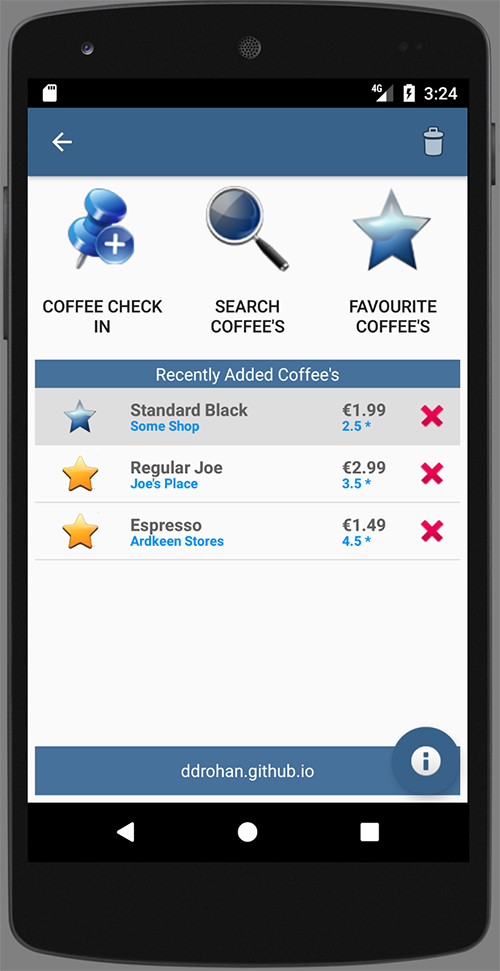 4G 3:24
COFFEE CHECK
IN
SEARCH
COFFEE'S
FAVOURITE
COFFEE'S
Recently Added Coffee's
Standard Black €1.99
Some Shop 2.5 *
Regular Joe €2.99
Joe's Place 3.5 *
Espresso €1.49
Ardkeen Stores 4.5 *
ddrohan.github.io